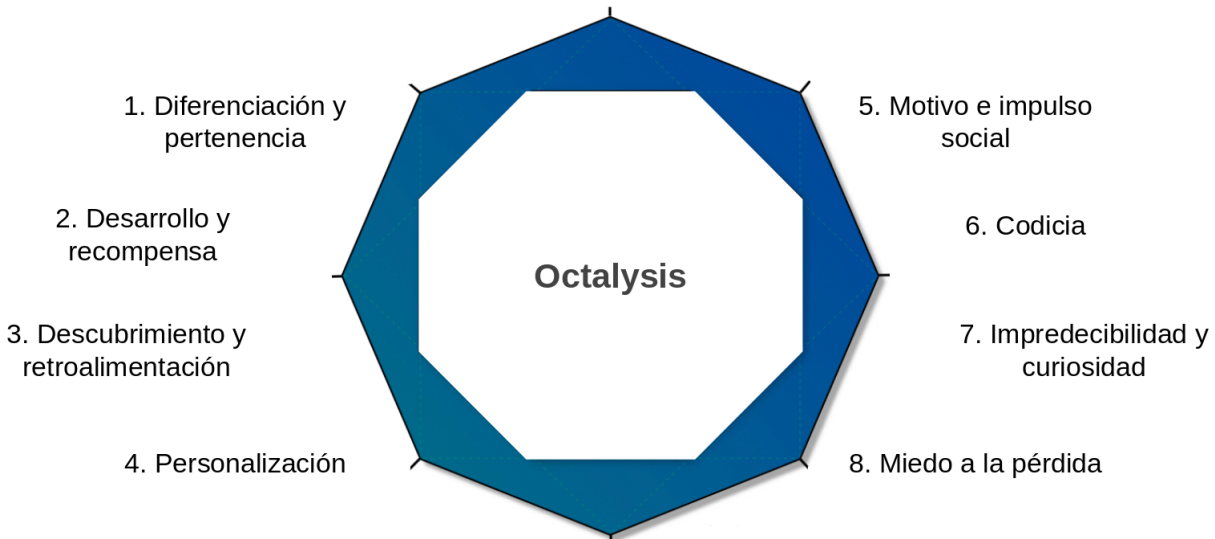 1. Diferenciación y
pertenencia
2. Desarrollo y
recompensa
3. Descubrimiento y
retroalimentación
4. Personalización
Octalysis
5. Motivo e impulso
social
6. Codicia
7. Impredecibilidad y
curiosidad
8. Miedo a la pérdida